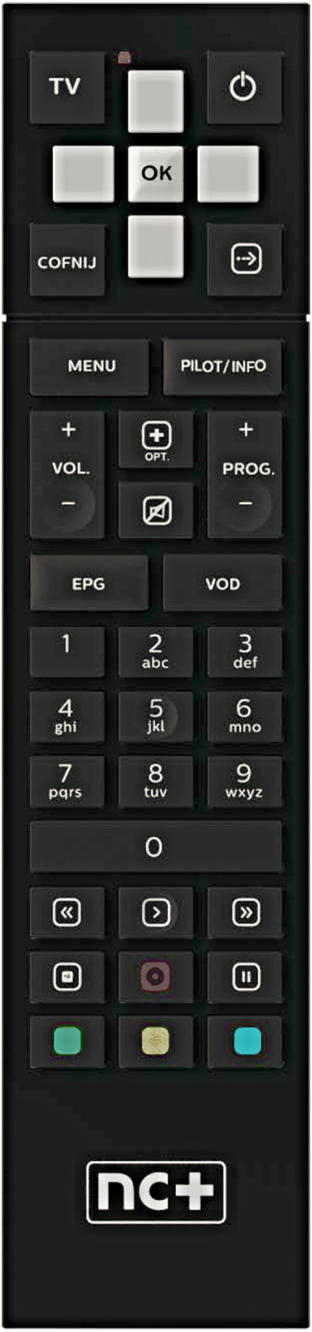 TV
OK
COFNIJ
MENU
PILOT/INFO
+
+
VOL.
OPT.
PROG.
-
-
EPG
VOD
1
2
3
abc
def
4
5
6
ghi
jkl
mno
7
8
9
pqrs
tuv
wxyz
0
nc+